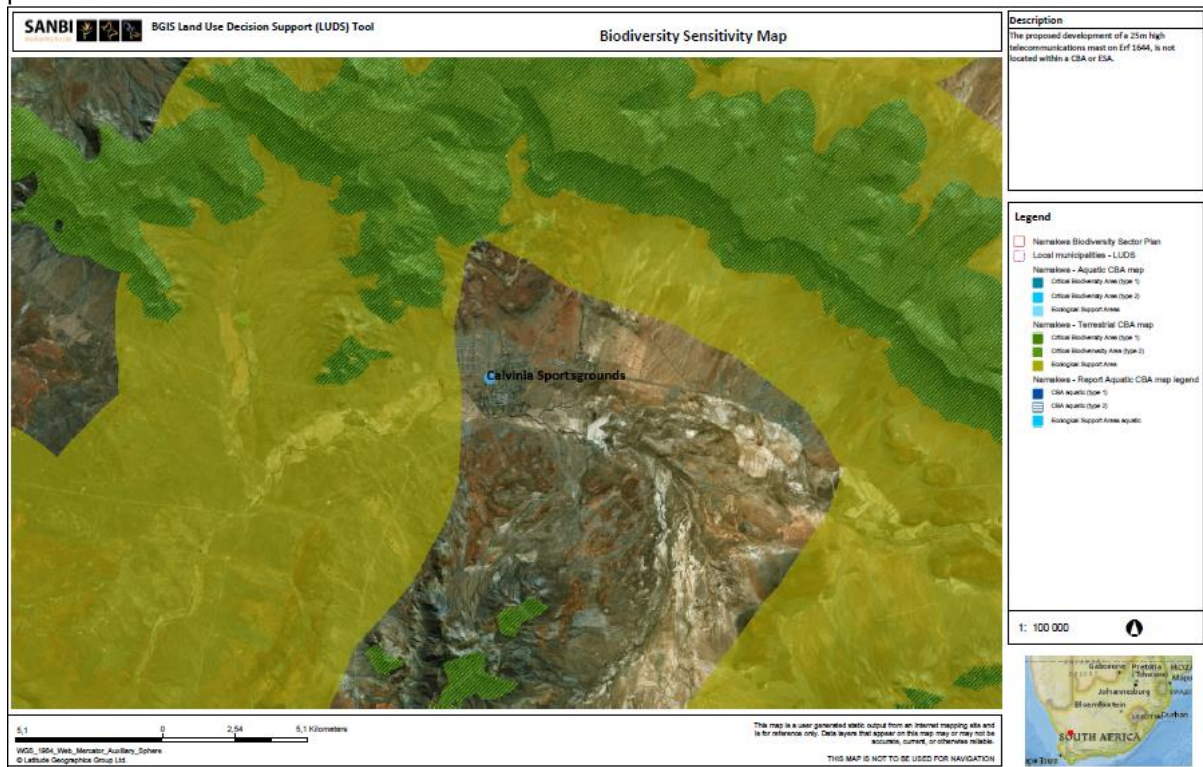 SANBI
BGIS Land Use Decision Support (LUDS) Tool
Biodiversity Sensitivity Map
Description
The proposed development of a 25m high
telecommunications mast on Erf 1644, is not
located within a CBA or ESA.
Calvinia Sportsgrounds
Legend
Namakwa Biodiversity Sector Plan
Local municipalities - LUDS
Namakwa - Aquatic CBA map
Critical Biodiversity Area (type 1)
Critical Biodiversity Area (type 2)
Ecological Support Areas
Namakwa - Terrestrial CBA map
Critical Biodiversity Area (type 1)
Critical Biodiversity Area (type 2)
Ecological Support Area
Namakwa - Report Aquatic CBA map legend
CBA aquatic (type 1)
CBA aquatic (type 2)
Ecological Support Areas aquatic
1: 100 000
5,1 0 2,54 5,1 Kilometers
WGS_1984_Web_Mercator_Auxiliary_Sphere
© Latitude Geographics Group Ltd.
This map is a user generated static output from an Internet mapping site and
is for reference only. Data layers that appear on this map may or may not be
accurate, current, or otherwise reliable.
THIS MAP IS NOT TO BE USED FOR NAVIGATION
Gaborone Pretoria
Johannesburg
Bloemfontein
Durban
SOUTH AFRICA